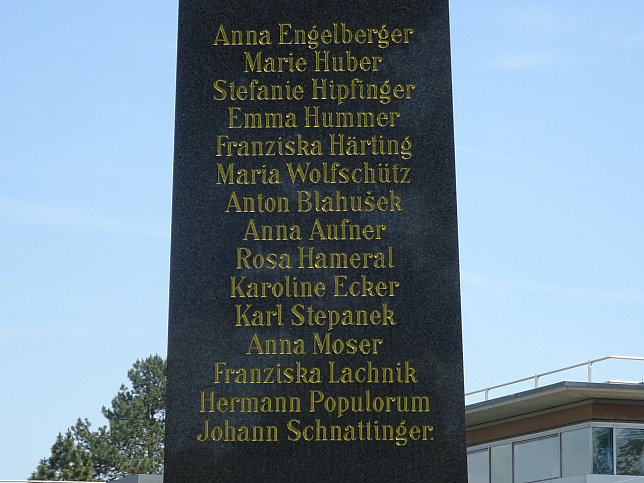 Anna Engelberger
Marie Huber
Stefanie Hipfinger
Emma Hummer
Franziska Härting
Maria Wolfschütz
Anton Blahušek
Anna Aufner
Rosa Hameral
Karoline Ecker
Karl Stepanek
Anna Moser
Franziska Lachnik
Hermann Populorum
Johann Schnattinger.